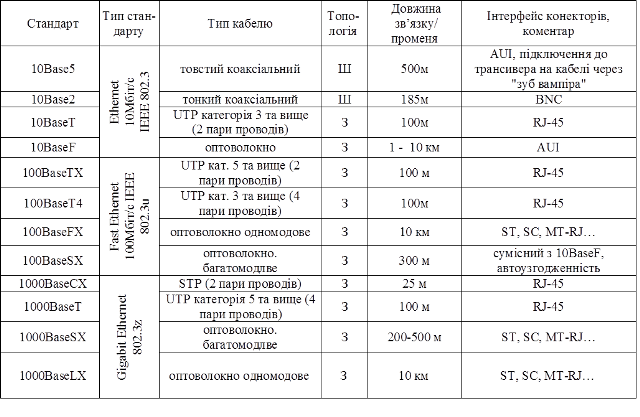 Стандарт
Тип стан-
дарту
Тип кабелю
Топо-
логія
Довжина
зв’язку/
променя
Інтерфейс конекторів,
коментар
Ethernet
10Мбіт/с
IEEE 802.3
10Base5
товстий коаксіальний
Ш
500м
AUI, підключення до
трансивера на кабелі через
"зуб вампіра"
10Base2
тонкий коаксіальний
Ш
185м
BNC
10BaseT
UTP категорія 3 та вище
(2 пари проводів)
З
100м
RJ-45
10BaseF
оптоволокно
З
1 - 10 км
AUI
Fast Ethernet
100Мбіт/с IEEE
802.3u
100BaseTX
UTP кат. 5 та вище (2
пари проводів)
З
100 м
RJ-45
100BaseT4
UTP кат. 3 та вище (4
пари проводів)
З
100м
RJ-45
100BaseFX
оптоволокно одномодове
З
10 км
ST, SC, MT-RJ…
100BaseSX
оптоволокно.
багатомодлве
З
300 м
сумісний з 10BaseF,
автоузгодженність
Gigabit Ethernet
802.3z
1000BaseCX
STP (2 пари проводів)
З
25 м
RJ-45
1000BaseT
UTP категорія 5 та вище (4
пари проводів)
З
100 м
RJ-45
1000BaseSX
оптоволокно.
багатомодлве
З
200-500 м
ST, SC, MT-RJ…
1000BaseLX
оптоволокно одномодове
З
10 км
ST, SC, MT-RJ…